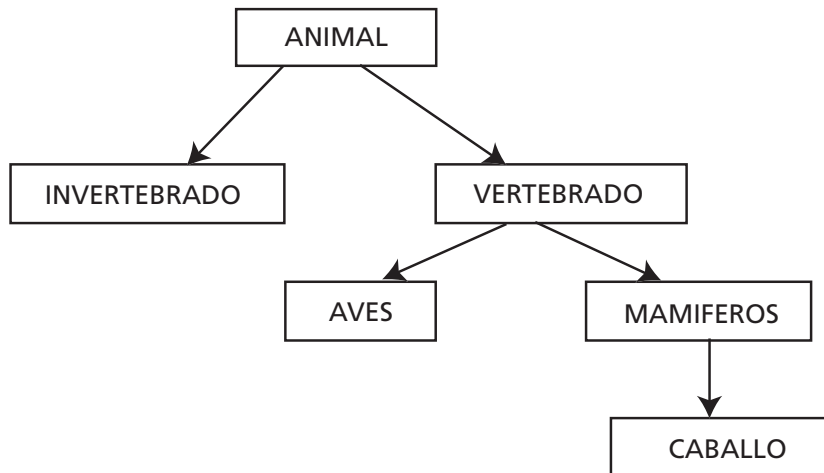 ANIMAL
INVERTEBRADO
VERTEBRADO
AVES
MAMIFEROS
CABALLO